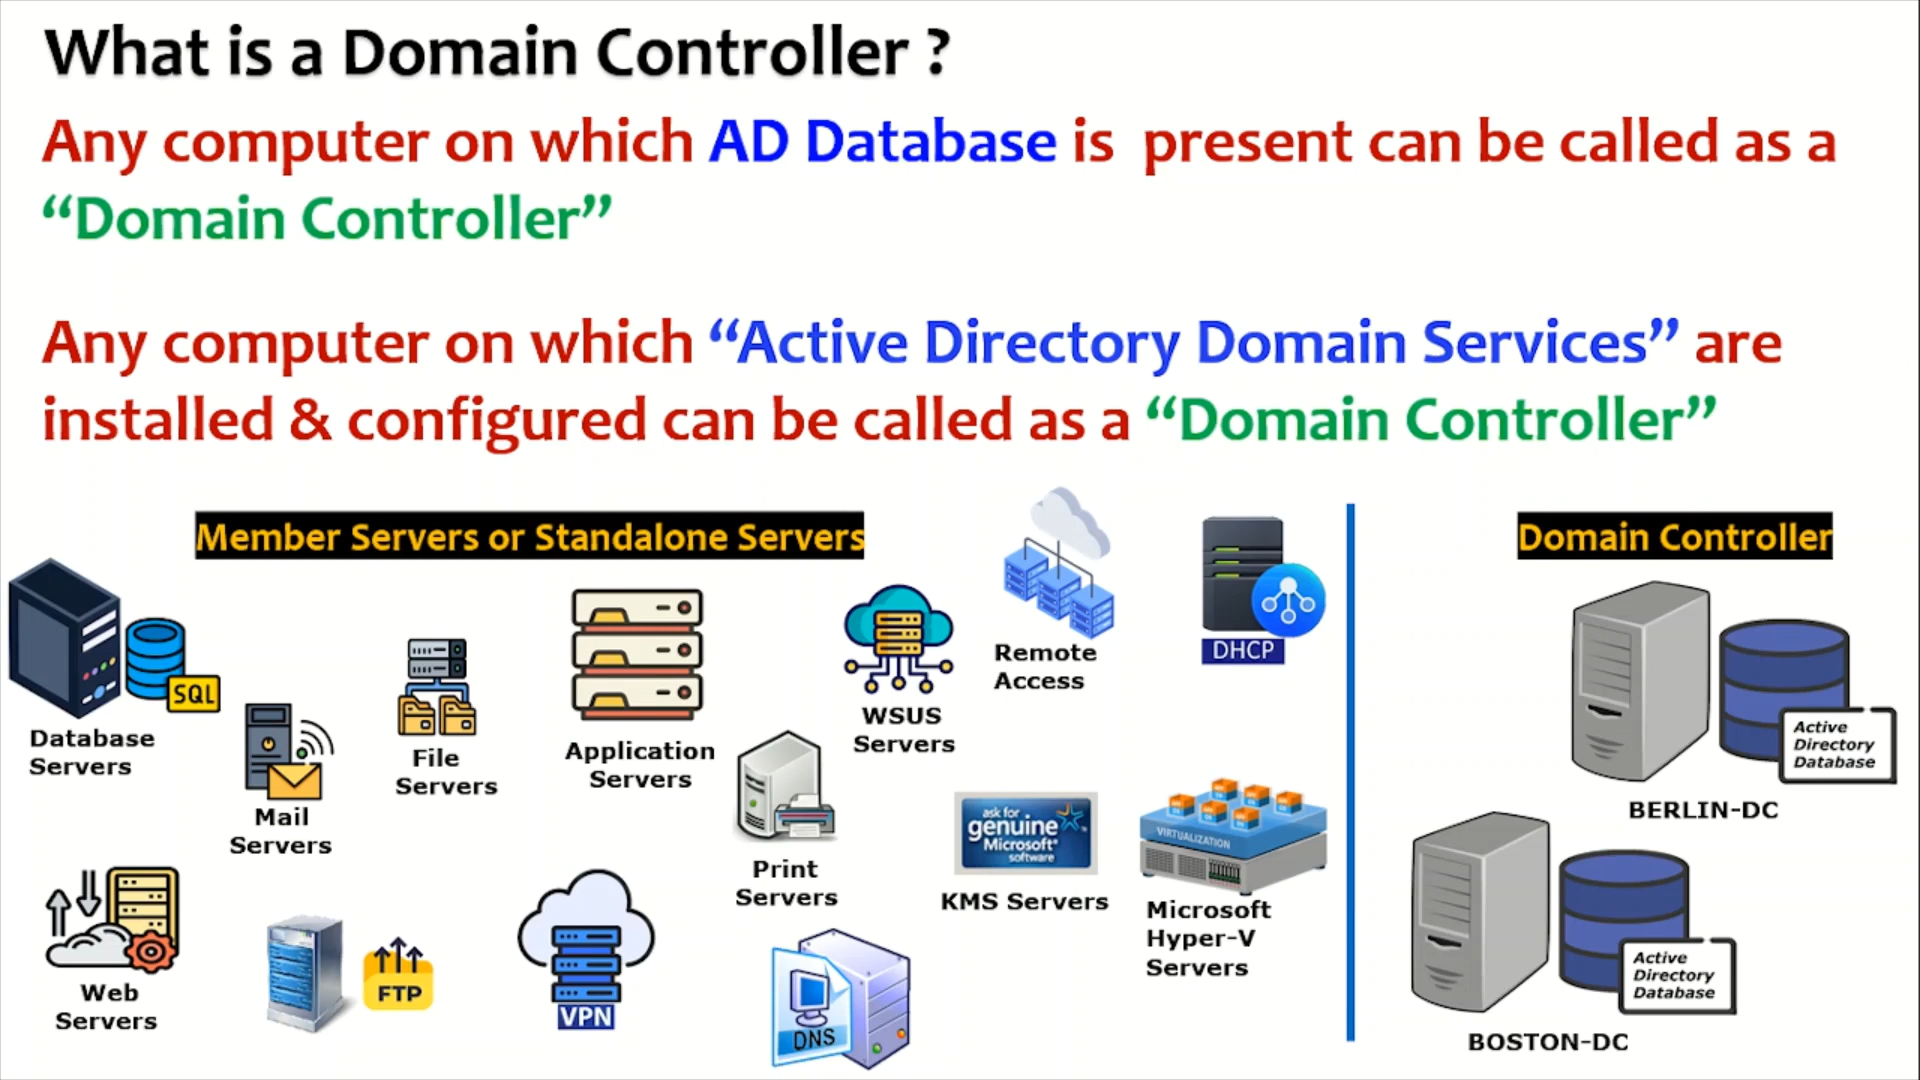 What is a Domain Controller ?
Any computer on which AD Database is present can be called as a
“Domain Controller”
Any computer on which “Active Directory Domain Services” are
installed & configured can be called as a “Domain Controller”
Member Servers or Standalone Servers
Domain Controller
SQL
Database
Servers
Mail
Servers
File
Servers
Application
Servers
WSUS
Servers
Remote
Access
DHCP
Print
Servers
ask for
genuine
Microsoft
software
KMS Servers
VIRTUALIZATION
Microsoft
Hyper-V
Servers
Web
Servers
FTP
VPN
DNS
Active
Directory
Database
BERLIN-DC
Active
Directory
Database
BOSTON-DC